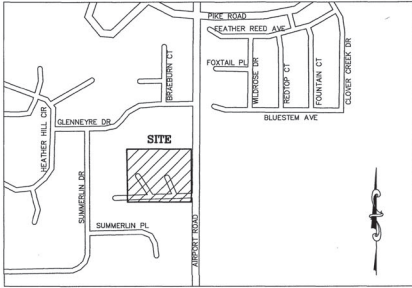 PIKE ROAD
FEATHER REED AVE
FOXTAIL PL
BRAEBURN CT
WILDROSE DR
REDTOP CT
FOUNTAIN CT
CLOVER CREEK DR
BLUESTEM AVE
GLENNEYRE DR
HEATHER HILL CIR
SITE
SUMMERLIN DR
SUMMERLIN PL
AIRPORT ROAD